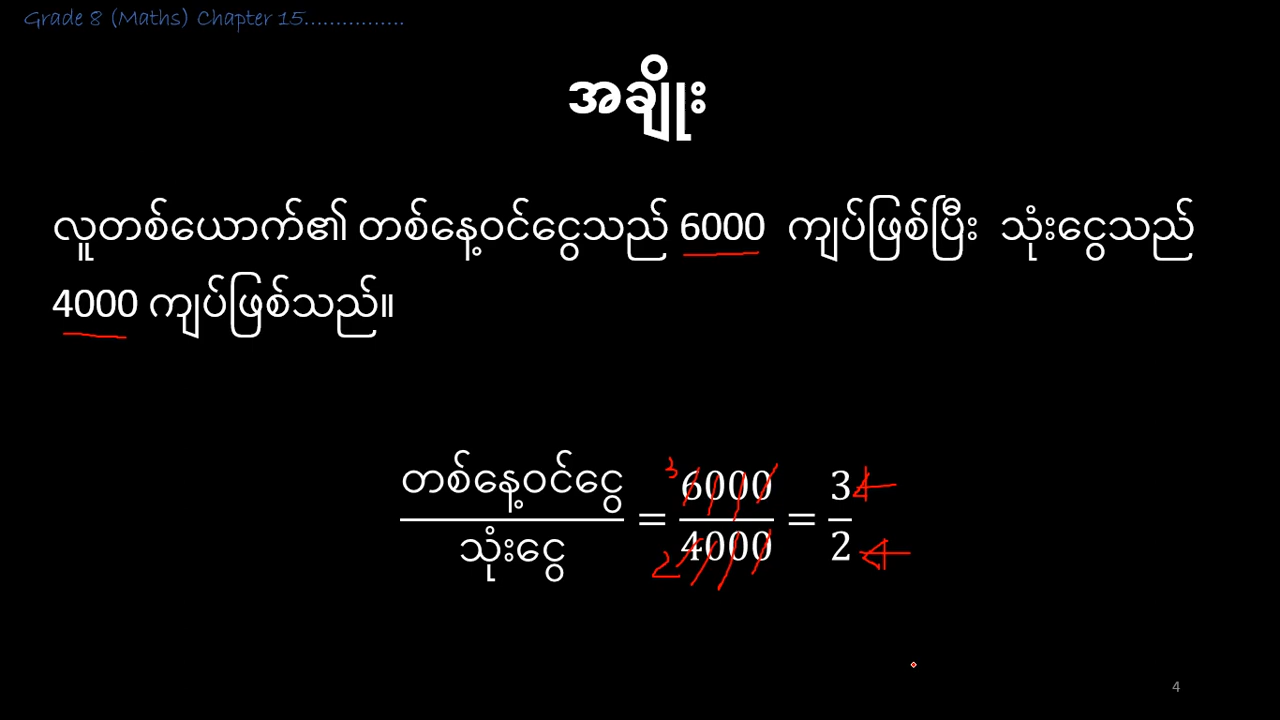 Grade 8 (Maths) Chapter 15................
အချိုး
လူတစ်ယောက်၏ တစ်နေ့ဝင်ငွေသည် 6000 ကျပ်ဖြစ်ပြီး သုံးငွေသည်
4000 ကျပ်ဖြစ်သည်။
တစ်နေ့ဝင်ငွေ / သုံးငွေ = 6000 / 4000 = 3 / 2
3
2
4